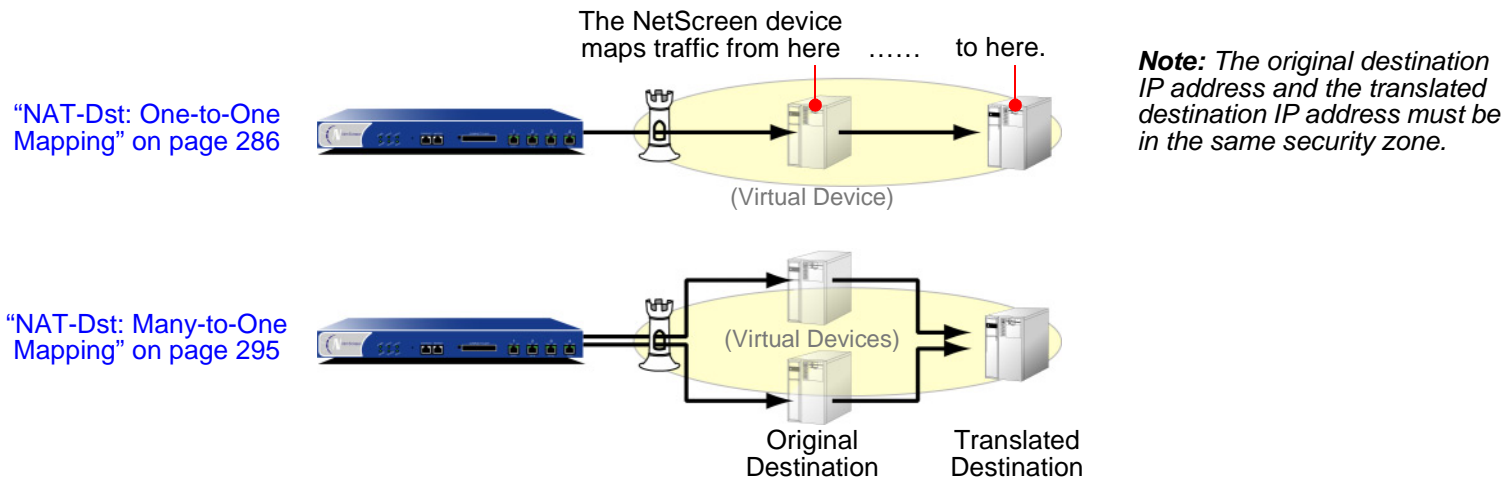 The NetScreen device
maps traffic from here ...... to here.
Note: The original destination
IP address and the translated
destination IP address must be
in the same security zone.
“NAT-Dst: One-to-One
Mapping” on page 286
(Virtual Device)
“NAT-Dst: Many-to-One
Mapping” on page 295
(Virtual Devices)
Original
Destination
Translated
Destination